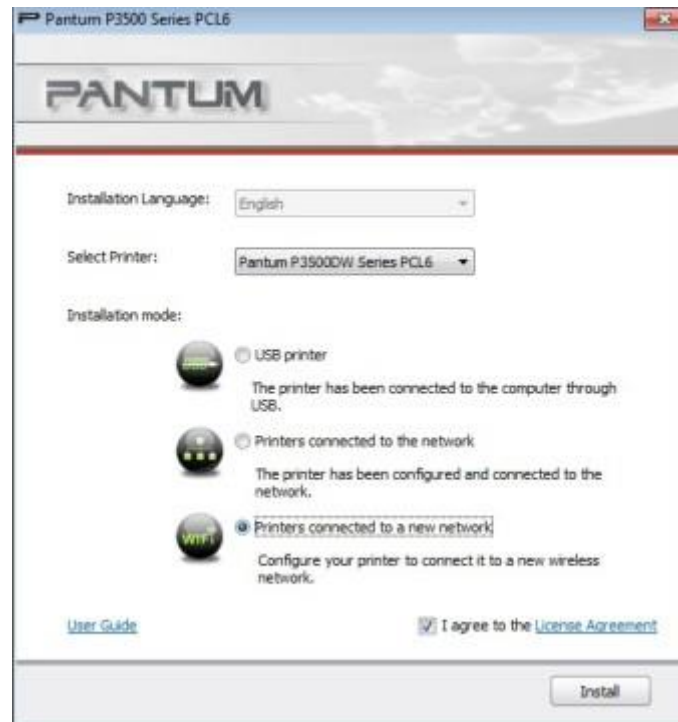 Pantum P3500 Series PCL6
PANTUM
Installation Language:
English
Select Printer:
Pantum P3500DW Series PCL6
Installation mode:
USB printer
The printer has been connected to the computer through
USB.
Printers connected to the network
The printer has been configured and connected to the
network.
WIFI
Printers connected to a new network
Configure your printer to connect it to a new wireless
network.
User Guide
I agree to the License Agreement
Install